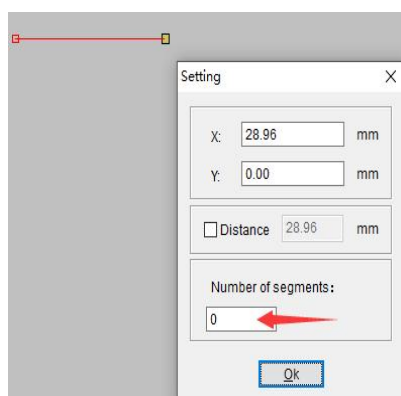 Setting
X: 28.96 mm
Y: 0.00 mm
Distance 28.96 mm
Number of segments：
0
Ok